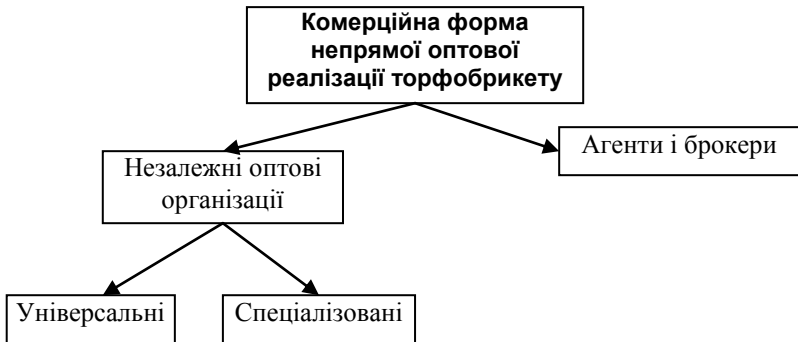 Комерційна форма
непрямої оптової
реалізації торфобрикету
Агенти і брокери
Незалежні оптові
організації
Універсальні
Спеціалізовані